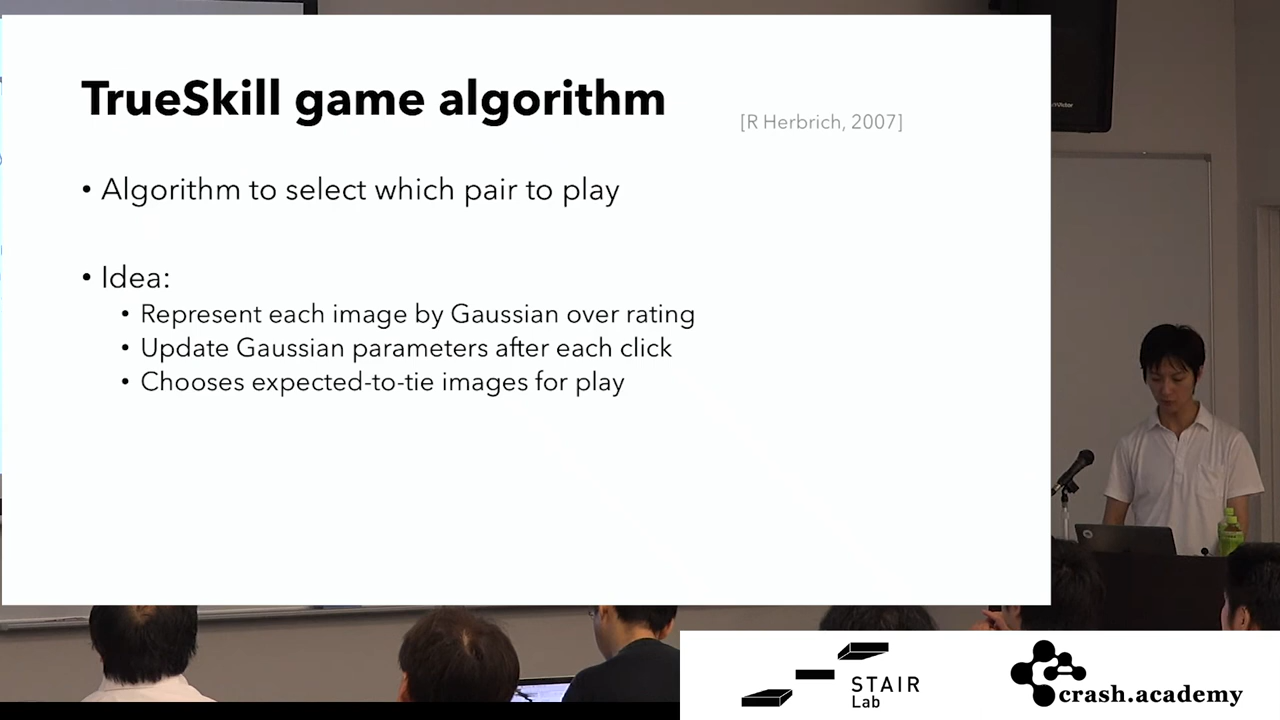 TrueSkill game algorithm
[R Herbrich, 2007]
• Algorithm to select which pair to play
• Idea:
• Represent each image by Gaussian over rating
• Update Gaussian parameters after each click
• Chooses expected-to-tie images for play
STAIR
Lab
crash.academy